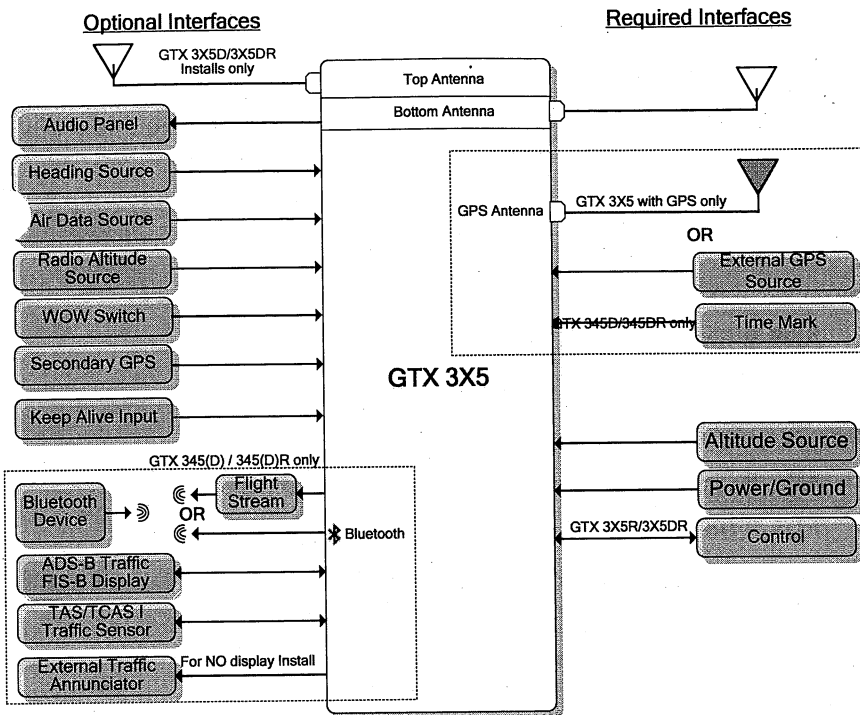 Optional Interfaces
Required Interfaces
GTX 3X5D/3X5DR
Installs only
Top Antenna
Bottom Antenna
Audio Panel
Heading Source
Air Data Source
Radio Altitude
Source
WOW Switch
Secondary GPS
Keep Alive Input
GPS Antenna
GTX 3X5 with GPS only
OR
External GPS
Source
GTX 345D/345DR only
Time Mark
GTX 3X5
Altitude Source
Power/Ground
GTX 3X5R/3X5DR
Control
GTX 345(D) / 345(D)R only
Flight
Stream
Bluetooth
Device
OR
Bluetooth
ADS-B Traffic
FIS-B Display
TAS/TCAS I
Traffic Sensor
External Traffic
Annunciator
For NO display Install